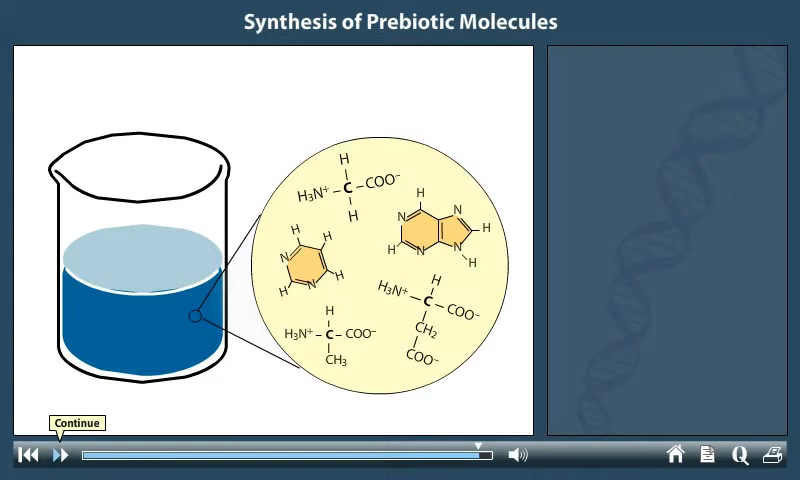 Synthesis of Prebiotic Molecules
H
H₃N⁺ – C – COO⁻
H
H
N
N
H
H
N
N
H
H
H
N
H
N
H
H
H₃N⁺
C
COO⁻
CH₂
COO⁻
H
H₃N⁺ – C – COO⁻
CH₃
Continue
Q